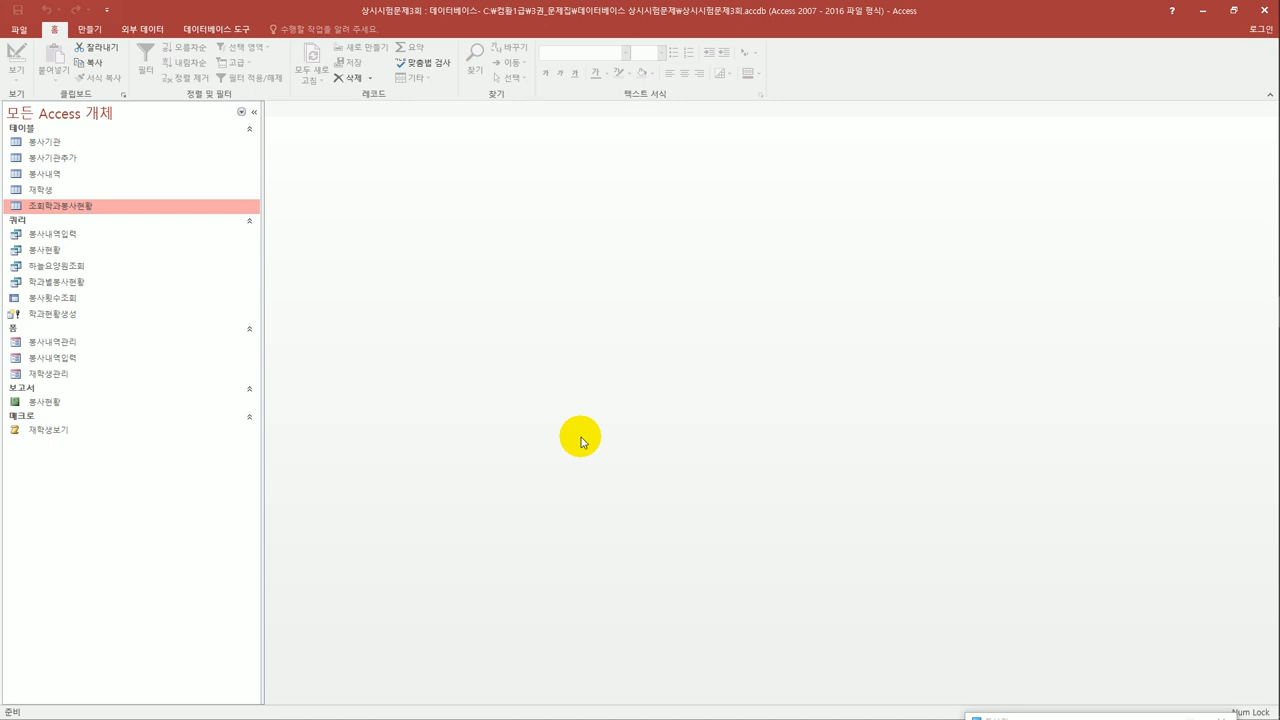 상시시험문제3회 : 데이터베이스- C:₩컴활1급₩3권_문제집₩데이터베이스 상시시험문제₩상시시험문제3회.accdb (Access 2007 - 2016 파일 형식) - Access
파일 홈 만들기 외부 데이터 데이터베이스 도구 수행할 작업을 알려 주세요. 로그인
보기 붙여넣기 잘라내기 복사 서식 복사 필터 오름차순 내림차순 정렬 제거 선택 영역 고급 필터 적용/해제 모두 새로 고침 새로 만들기 저장 삭제 요약 맞춤법 검사 기타 찾기 바꾸기 이동 선택 가 가 가 가
보기 클립보드 정렬 및 필터 레코드 찾기 텍스트 서식
모든 Access 개체
테이블
봉사기관
봉사기관추가
봉사내역
재학생
조회학과봉사현황
쿼리
봉사내역입력
봉사현황
하늘요양원조회
학과별봉사현황
봉사횟수조회
학과현황생성
폼
봉사내역관리
봉사내역입력
재학생관리
보고서
봉사현황
매크로
재학생보기
준비 Num Lock